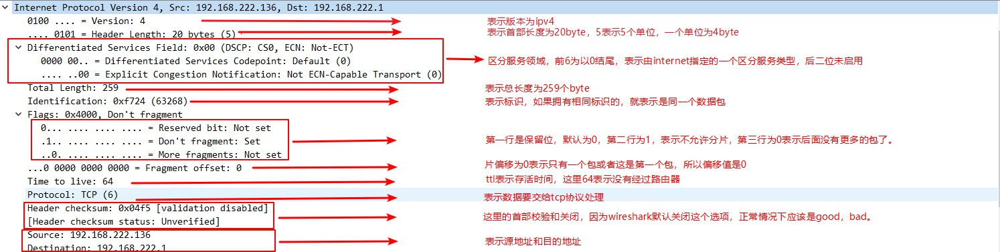 Internet Protocol Version 4, Src: 192.168.222.136, Dst: 192.168.222.1
0100 .... = Version: 4
表示版本为ipv4
.... 0101 = Header Length: 20 bytes (5)
表示首部长度为20byte，5表示5个单位，一个单位为4byte
Differentiated Services Field: 0x00 (DSCP: CS0, ECN: Not-ECT)
0000 00.. = Differentiated Services Codepoint: Default (0)
区分服务领域，前6为以0结尾，表示由internet指定的一个区分服务类型，后二位未启用
.... ..00 = Explicit Congestion Notification: Not ECN-Capable Transport (0)
Total Length: 259
表示总长度为259个byte
Identification: 0xf724 (63268)
表示标识，如果拥有相同标识的，就表示是同一个数据包
Flags: 0x4000, Don't fragment
0... .... .... .... = Reserved bit: Not set
.1.. .... .... .... = Don't fragment: Set
第一行是保留位，默认为0，第二行为1，表示不允许分片，第三行为0表示后面没有更多的包了。
..0. .... .... .... = More fragments: Not set
...0 0000 0000 0000 = Fragment offset: 0
片偏移为0表示只有一个包或者这是第一个包，所以偏移值是0
Time to live: 64
ttl表示存活时间，这里64表示没有经过路由器
Protocol: TCP (6)
表示数据要交给tcp协议处理
Header checksum: 0x04f5 [validation disabled]
这里的首部校验和关闭，因为wireshark默认关闭这个选项，正常情况下应该是good，bad。
[Header checksum status: Unverified]
Source: 192.168.222.136
表示源地址和目的地址
Destination: 192.168.222.1